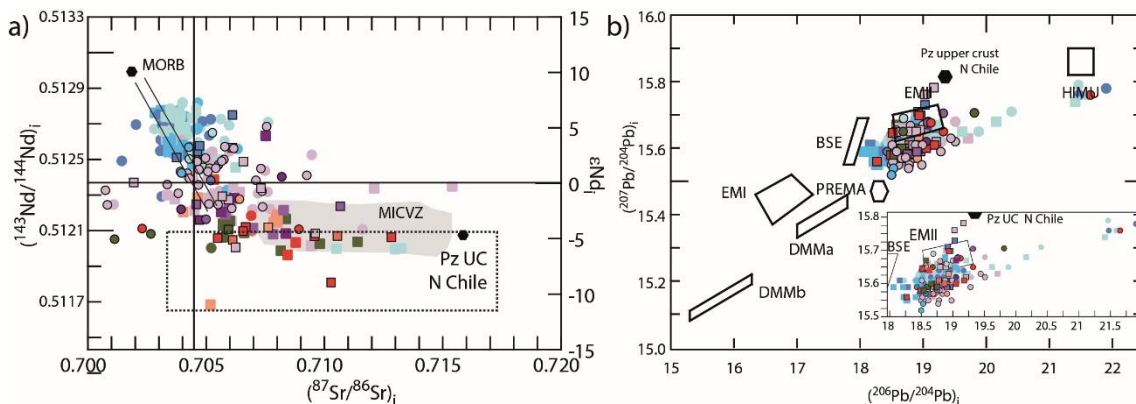 a)
0.5133
0.5129
0.5125
0.5121
0.5117
(¹⁴³Nd/¹⁴⁴Nd)ᵢ
MORB
MICVZ
Pz UC
N Chile
15
10
5
0
-5
-10
-15
εNdᵢ
0.700
0.705
0.710
0.715
0.720
(⁸⁷Sr/⁸⁶Sr)ᵢ
b)
16.0
15.8
15.6
15.4
15.2
15.0
(²⁰⁷Pb/²⁰⁴Pb)ᵢ
Pz upper crust
N Chile
EMII
HIMU
BSE
EMI
PREMA
DMMa
DMMb
15.8
15.7
15.6
15.5
Pz UC N Chile
EMII
BSE
18
18.5
19
19.5
20
20.5
21
21.5
15
16
17
18
19
20
21
22
(²⁰⁶Pb/²⁰⁴Pb)ᵢ